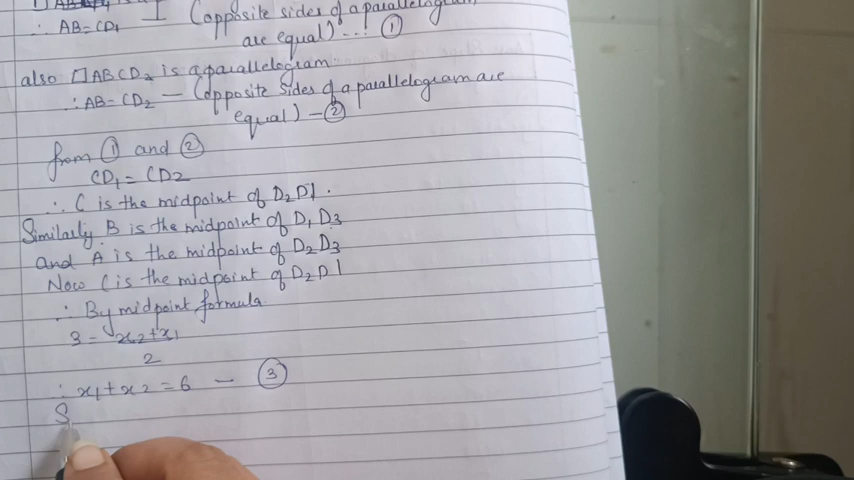 ∴ AB = CD1 — (opposite sides of a parallelogram
are equal) ... ①
also □ABCD2 is a parallelogram.
∴ AB = CD2 — (opposite sides of a parallelogram are
equal) — ②
from ① and ②
CD1 = CD2
∴ C is the midpoint of D2D1.
Similarly B is the midpoint of D1D3
and A is the midpoint of D2D3
Now C is the midpoint of D2D1
∴ By midpoint formula
3 = x2+x1
2
∴ x1+x2 = 6 — ③
S